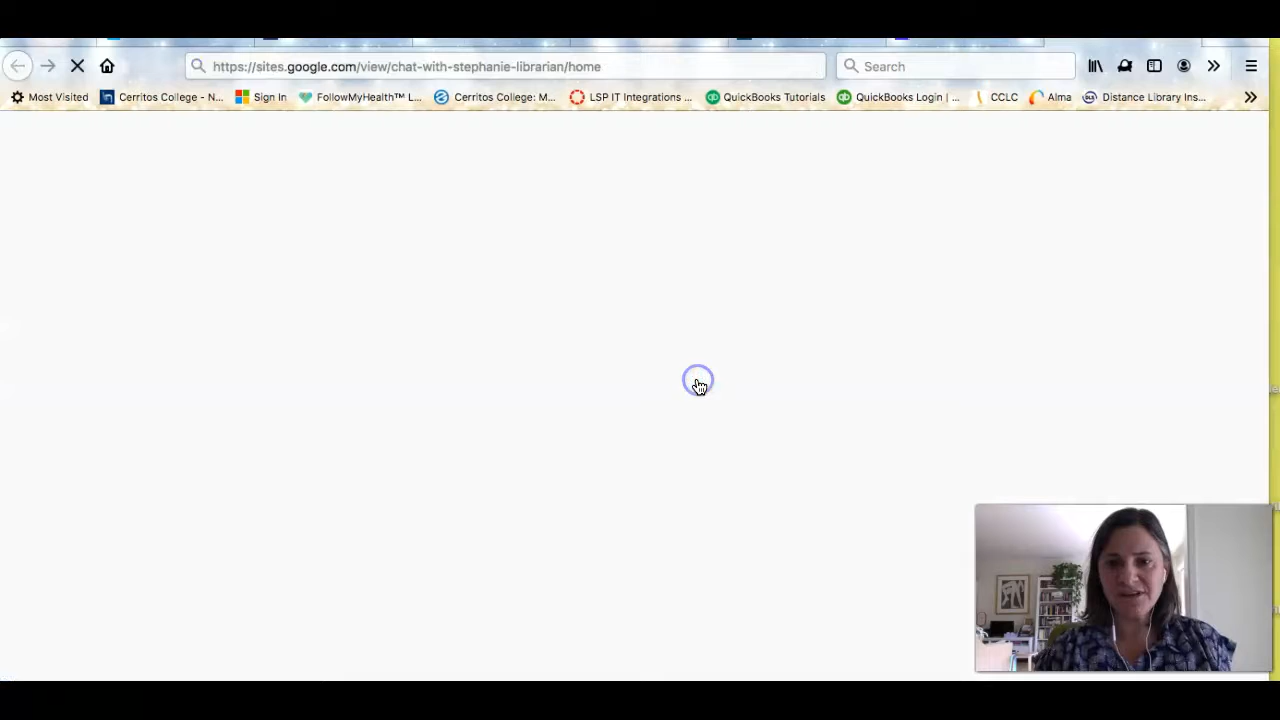 https://sites.google.com/view/chat-with-stephanie-librarian/home
Search
Most Visited
Cerritos College - N...
Sign In
FollowMyHealth™ L...
Cerritos College: M...
LSP IT Integrations ...
QuickBooks Tutorials
QuickBooks Login | ...
CCLC
Alma
Distance Library Ins...